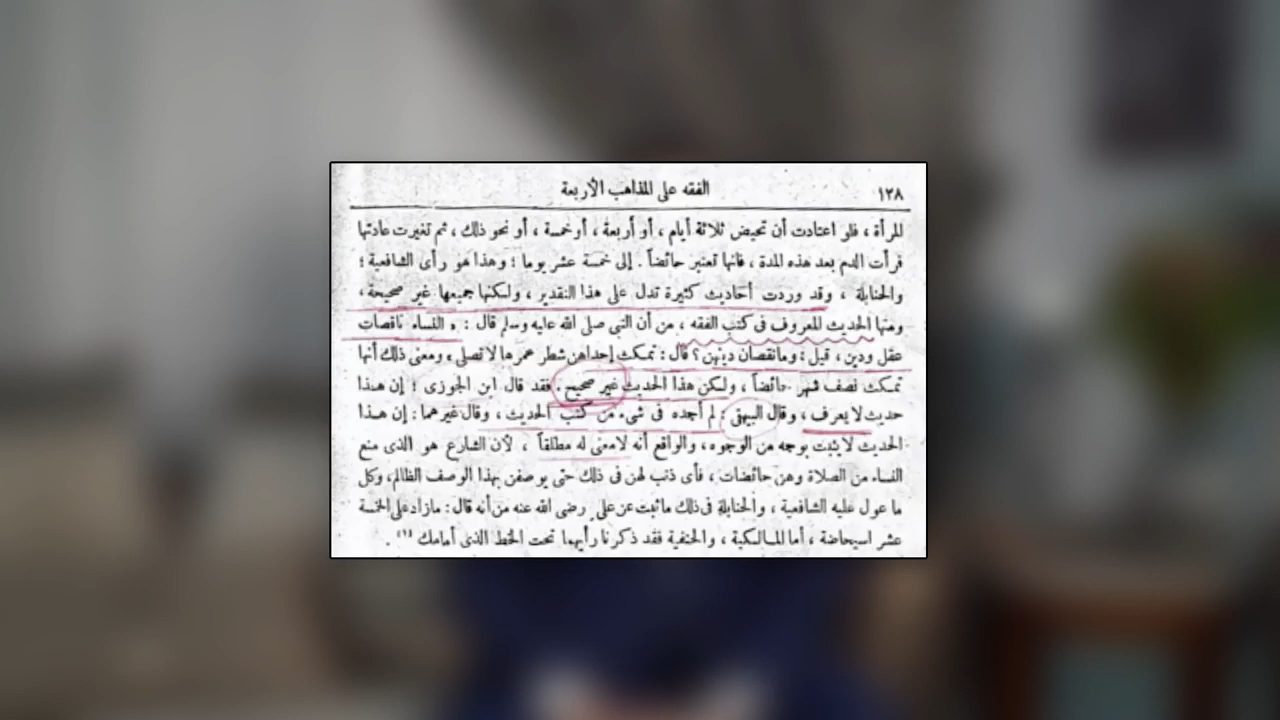 ١٢٨
الفقه على المذاهب الأربعة
للمرأة ، فلو اعتادت أن تحيض ثلاثة أيام ، أو أربعة ، أو خمسة ، أو نحو ذلك ، ثم تغيرت عادتها
فرأت الدم بعد هذه المدة ، فانها تعتبر حائضاً . إلى خمسة عشر يوما ؛ وهذا هو رأى الشافعية ؛
والحنابلة ، وقد وردت أحاديث كثيرة تدل على هذا التقدير ، ولكنها جميعها غير صحيحة ،
ومنها الحديث المعروف فى كتب الفقه ، من أن النبى صلى الله عليه وسلم قال : « النساء ناقصات
عقل ودين ، قيل : وما نقصان دينهن ؟ قال : تمكث إحداهن شطر عمرها لا تصلى » ومعنى ذلك أنها
تمكث نصف شهر حائضاً ، ولكن هذا الحديث غير صحيح . فقد قال ابن الجوزى ؛ إن هذا
حديث لا يعرف ، وقال البيهقى : لم أجده فى شىء من كتب الحديث ، وقال غيرهما : إن هذا
الحديث لا يثبت بوجه من الوجوه ، والواقع أنه لا معنى له مطلقاً ، لأن الشارع هو الذى منع
النساء من الصلاة وهن حائضات ، فأى ذنب لهن فى ذلك حتى يوصفن بهذا الوصف الظالم، وكل
ما عول عليه الشافعية ، والحنابلة فى ذلك ما ثبت عن على رضى الله عنه من أنه قال : ما زاد على الخمسة
عشر اسيحاضة ، أما المالكية ، والحنفية فقد ذكرنا رأيهما تحت الخط الذى أمامك (١) .